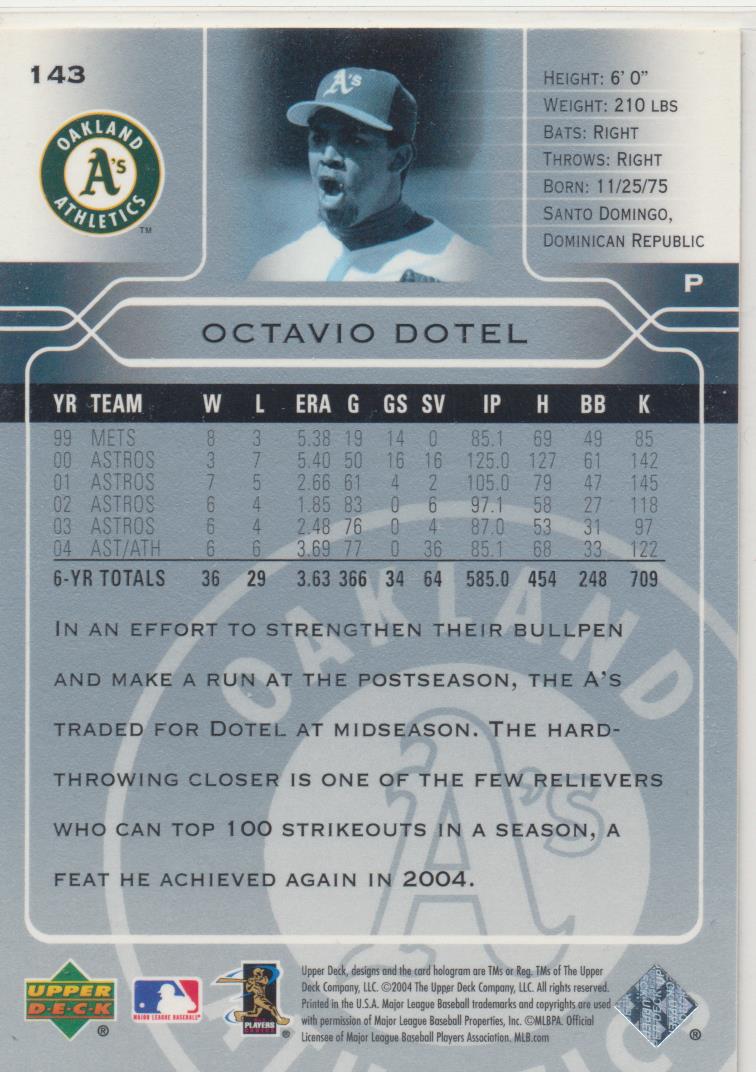 143
OAKLAND
A's
ATHLETICS
TM
A's
HEIGHT: 6' 0"
WEIGHT: 210 LBS
BATS: RIGHT
THROWS: RIGHT
BORN: 11/25/75
SANTO DOMINGO,
DOMINICAN REPUBLIC
P
OCTAVIO DOTEL
YR TEAM W L ERA G GS SV IP H BB K
99 METS 8 3 5.38 19 14 0 85.1 69 49 85
00 ASTROS 3 7 5.40 50 16 16 125.0 127 61 142
01 ASTROS 7 5 2.66 61 4 2 105.0 79 47 145
02 ASTROS 6 4 1.85 83 0 6 97.1 58 27 118
03 ASTROS 6 4 2.48 76 0 4 87.0 53 31 97
04 AST/ATH 6 6 3.69 77 0 36 85.1 68 33 122
6-YR TOTALS 36 29 3.63 366 34 64 585.0 454 248 709
OAKLAND
A's
IN AN EFFORT TO STRENGTHEN THEIR BULLPEN
AND MAKE A RUN AT THE POSTSEASON, THE A'S
TRADED FOR DOTEL AT MIDSEASON. THE HARD-
THROWING CLOSER IS ONE OF THE FEW RELIEVERS
WHO CAN TOP 100 STRIKEOUTS IN A SEASON, A
FEAT HE ACHIEVED AGAIN IN 2004.
UPPER
DECK
®
MAJOR LEAGUE BASEBALL
PLAYERS
CHOICE
®
Upper Deck, designs and the card hologram are TMs or Reg. TMs of The Upper
Deck Company, LLC. ©2004 The Upper Deck Company, LLC. All rights reserved.
Printed in the U.S.A. Major League Baseball trademarks and copyrights are used
with permission of Major League Baseball Properties, Inc. ©MLBPA. Official
Licensee of Major League Baseball Players Association. MLB.com
®